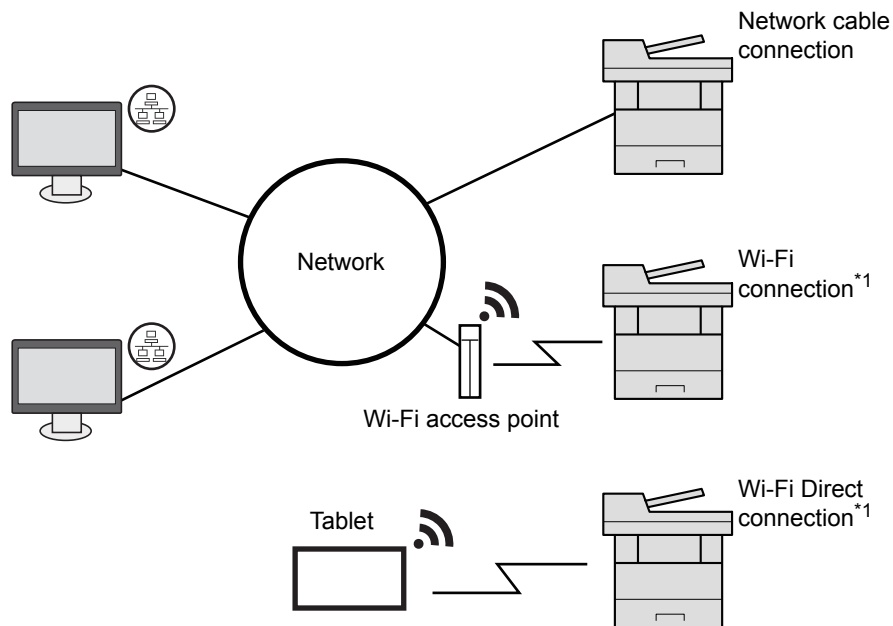 Network cable
connection
Network
Wi-Fi
connection*1
Wi-Fi access point
Wi-Fi Direct
connection*1
Tablet